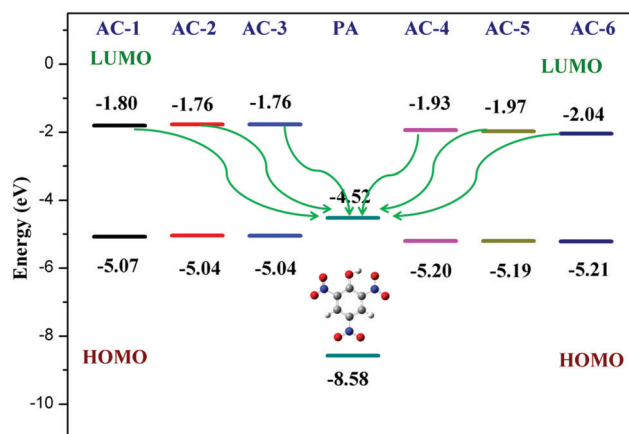 AC-1 AC-2 AC-3 PA AC-4 AC-5 AC-6
LUMO LUMO
0
-1.80 -1.76 -1.76 -1.93 -1.97 -2.04
-2
-4.52
-4
Energy (eV)
-5.07 -5.04 -5.04 -5.20 -5.19 -5.21
-6
-8
HOMO HOMO
-8.58
-10